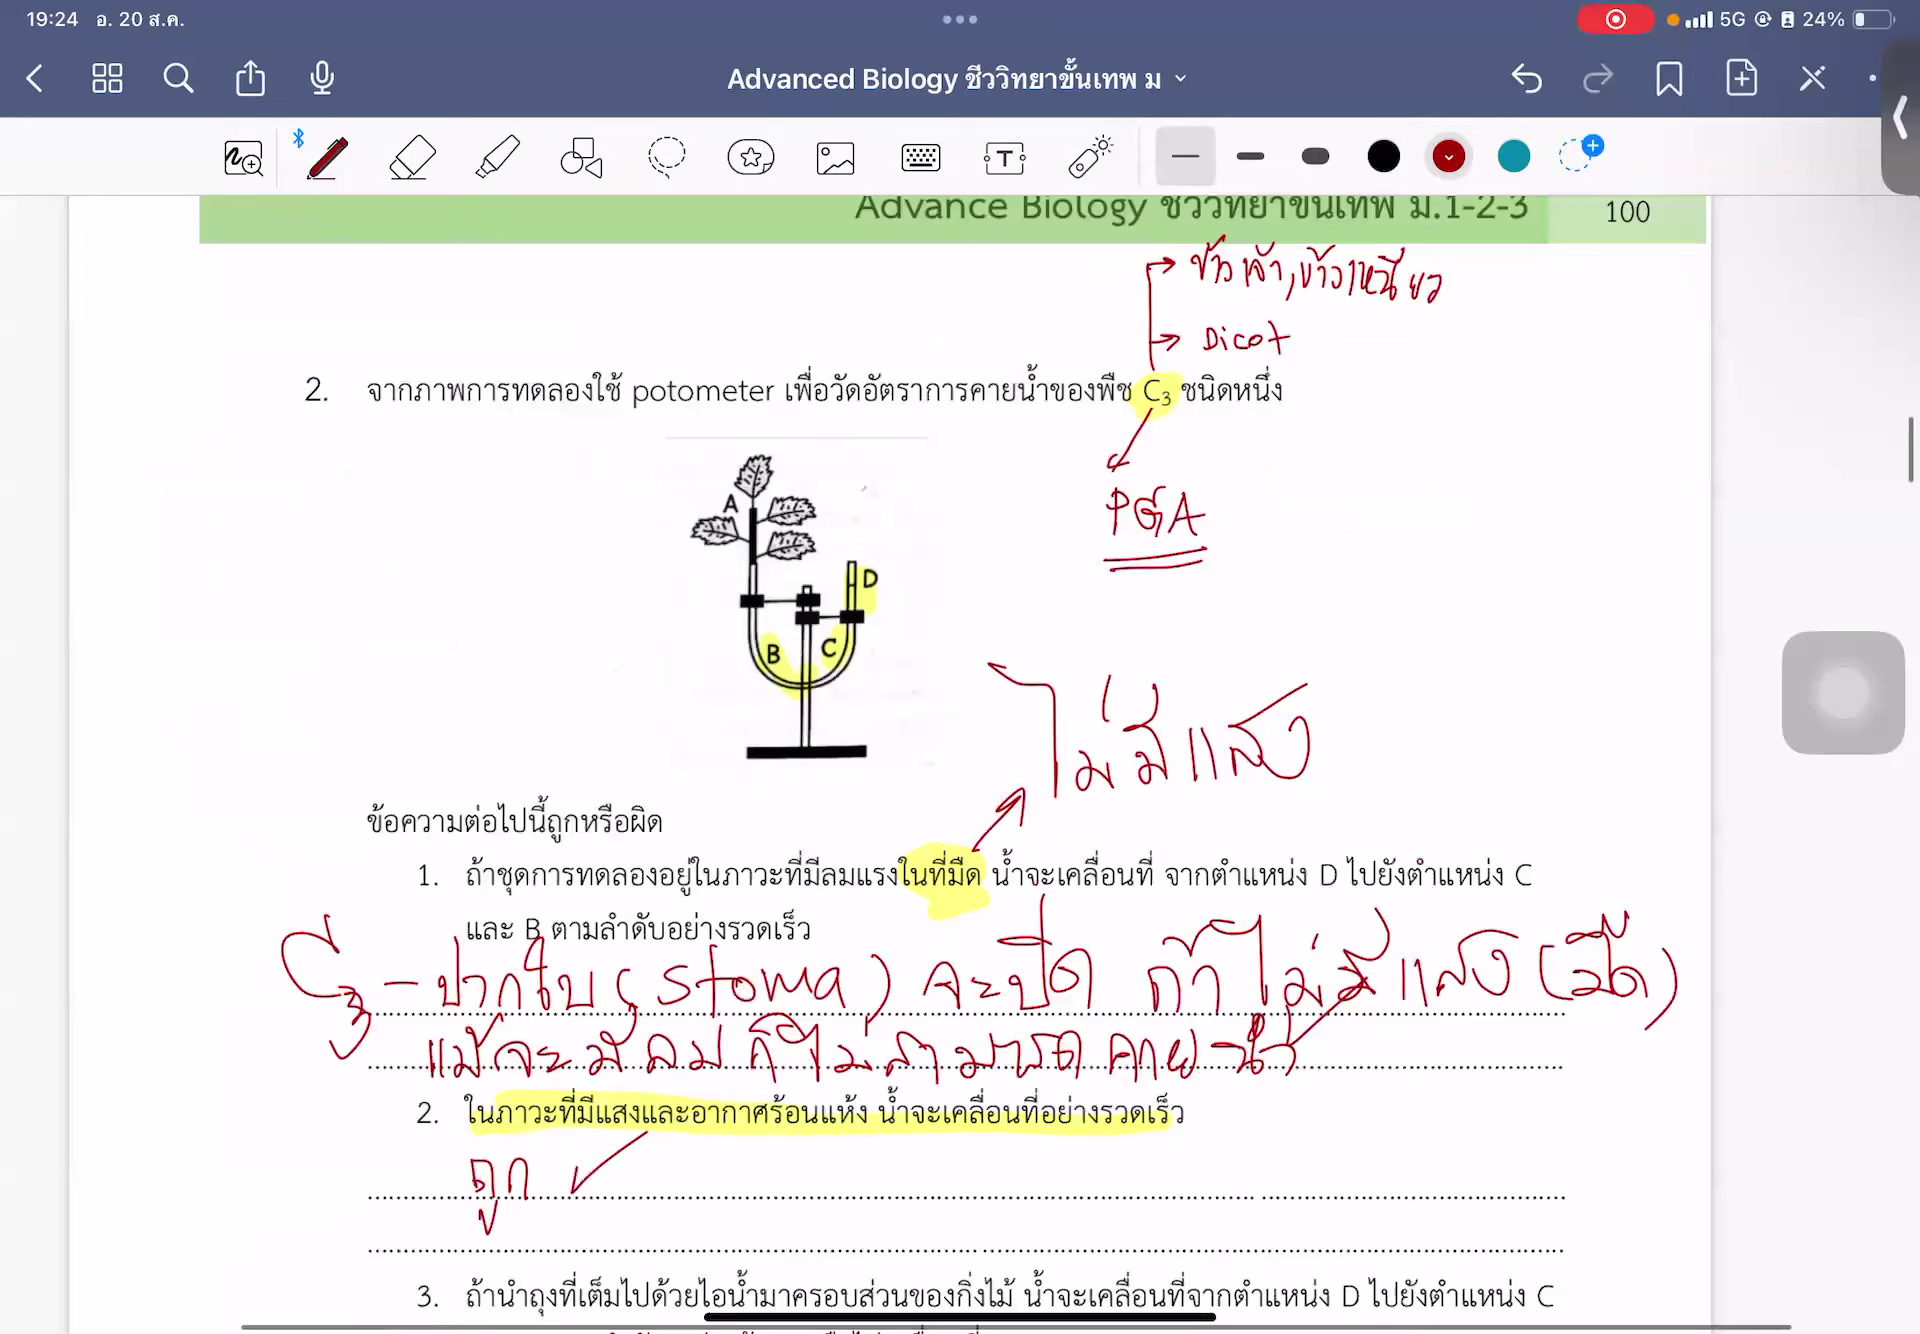 19:24 อ. 20 ส.ค.
5G 24%
Advanced Biology ชีววิทยาขั้นเทพ ม
Advance Biology ชีววิทยาขั้นเทพ ม.1-2-3 100
ข้าวเจ้า, ข้าวเหนียว
Dicot
2. จากภาพการทดลองใช้ potometer เพื่อวัดอัตราการคายน้ำของพืช C₃ ชนิดหนึ่ง
PGA
A
D
B C
ไม่มีแสง
ข้อความต่อไปนี้ถูกหรือผิด
1. ถ้าชุดการทดลองอยู่ในภาวะที่มีลมแรงในที่มืด น้ำจะเคลื่อนที่ จากตำแหน่ง D ไปยังตำแหน่ง C
และ B ตามลำดับอย่างรวดเร็ว
C₃ - ปากใบ (stoma) จะปิด ถ้าไม่มีแสง (มืด)
แม้จะมีลมก็ไม่สามารถคายน้ำ
2. ในภาวะที่มีแสงและอากาศร้อนแห้ง น้ำจะเคลื่อนที่อย่างรวดเร็ว
ถูก
3. ถ้านำถุงที่เต็มไปด้วยไอน้ำมาครอบส่วนของกิ่งไม้ น้ำจะเคลื่อนที่จากตำแหน่ง D ไปยังตำแหน่ง C